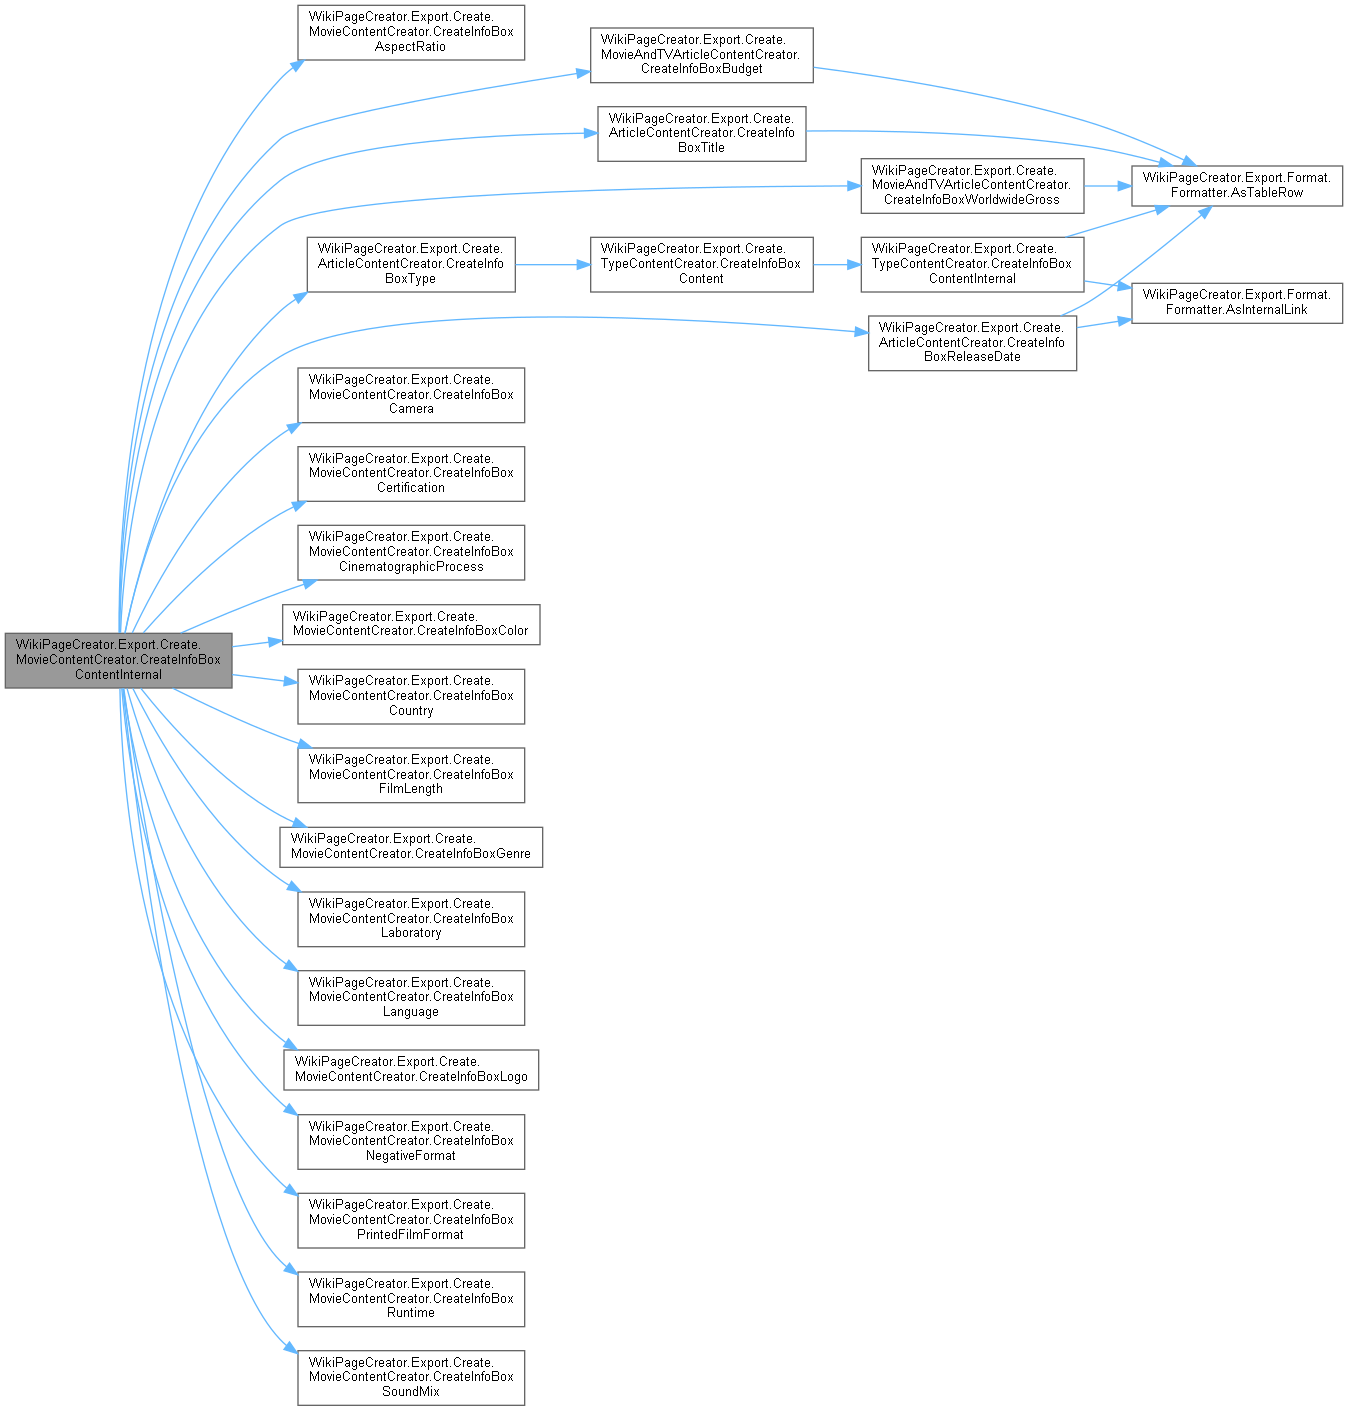 WikiPageCreator.Export.Create.
MovieContentCreator.CreateInfoBox
AspectRatio
WikiPageCreator.Export.Create.
MovieAndTVArticleContentCreator.
CreateInfoBoxBudget
WikiPageCreator.Export.Create.
ArticleContentCreator.CreateInfo
BoxTitle
WikiPageCreator.Export.Create.
MovieAndTVArticleContentCreator.
CreateInfoBoxWorldwideGross
WikiPageCreator.Export.Format.
Formatter.AsTableRow
WikiPageCreator.Export.Create.
ArticleContentCreator.CreateInfo
BoxType
WikiPageCreator.Export.Create.
TypeContentCreator.CreateInfoBox
Content
WikiPageCreator.Export.Create.
TypeContentCreator.CreateInfoBox
ContentInternal
WikiPageCreator.Export.Format.
Formatter.AsInternalLink
WikiPageCreator.Export.Create.
ArticleContentCreator.CreateInfo
BoxReleaseDate
WikiPageCreator.Export.Create.
MovieContentCreator.CreateInfoBox
Camera
WikiPageCreator.Export.Create.
MovieContentCreator.CreateInfoBox
Certification
WikiPageCreator.Export.Create.
MovieContentCreator.CreateInfoBox
CinematographicProcess
WikiPageCreator.Export.Create.
MovieContentCreator.CreateInfoBoxColor
WikiPageCreator.Export.Create.
MovieContentCreator.CreateInfoBox
ContentInternal
WikiPageCreator.Export.Create.
MovieContentCreator.CreateInfoBox
Country
WikiPageCreator.Export.Create.
MovieContentCreator.CreateInfoBox
FilmLength
WikiPageCreator.Export.Create.
MovieContentCreator.CreateInfoBoxGenre
WikiPageCreator.Export.Create.
MovieContentCreator.CreateInfoBox
Laboratory
WikiPageCreator.Export.Create.
MovieContentCreator.CreateInfoBox
Language
WikiPageCreator.Export.Create.
MovieContentCreator.CreateInfoBoxLogo
WikiPageCreator.Export.Create.
MovieContentCreator.CreateInfoBox
NegativeFormat
WikiPageCreator.Export.Create.
MovieContentCreator.CreateInfoBox
PrintedFilmFormat
WikiPageCreator.Export.Create.
MovieContentCreator.CreateInfoBox
Runtime
WikiPageCreator.Export.Create.
MovieContentCreator.CreateInfoBox
SoundMix